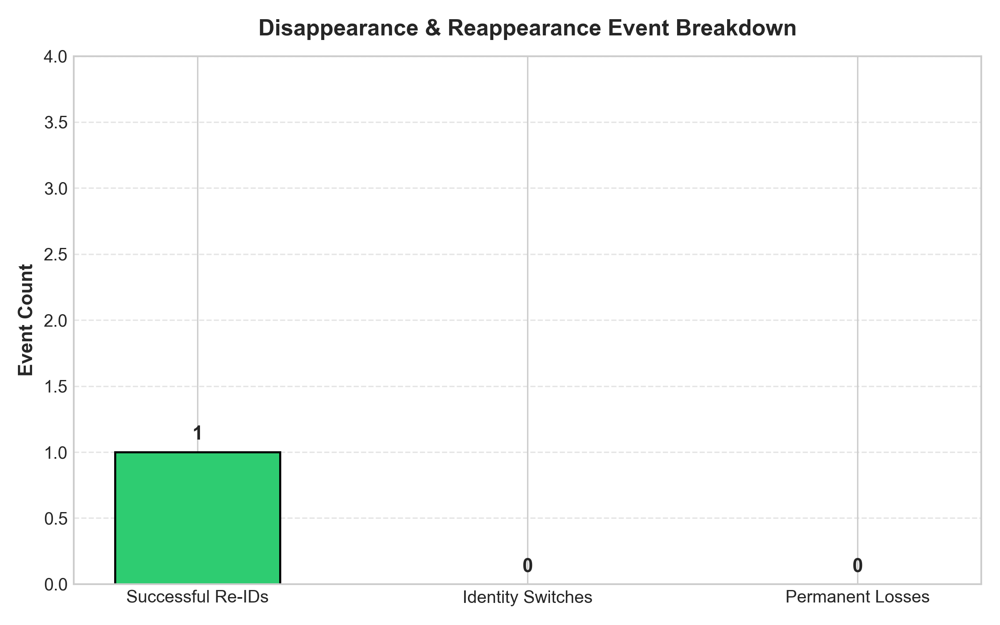 Disappearance & Reappearance Event Breakdown
4.0
3.5
3.0
2.5
2.0
1.5
1.0
0.5
0.0
Event Count
1
0
0
Successful Re-IDs
Identity Switches
Permanent Losses